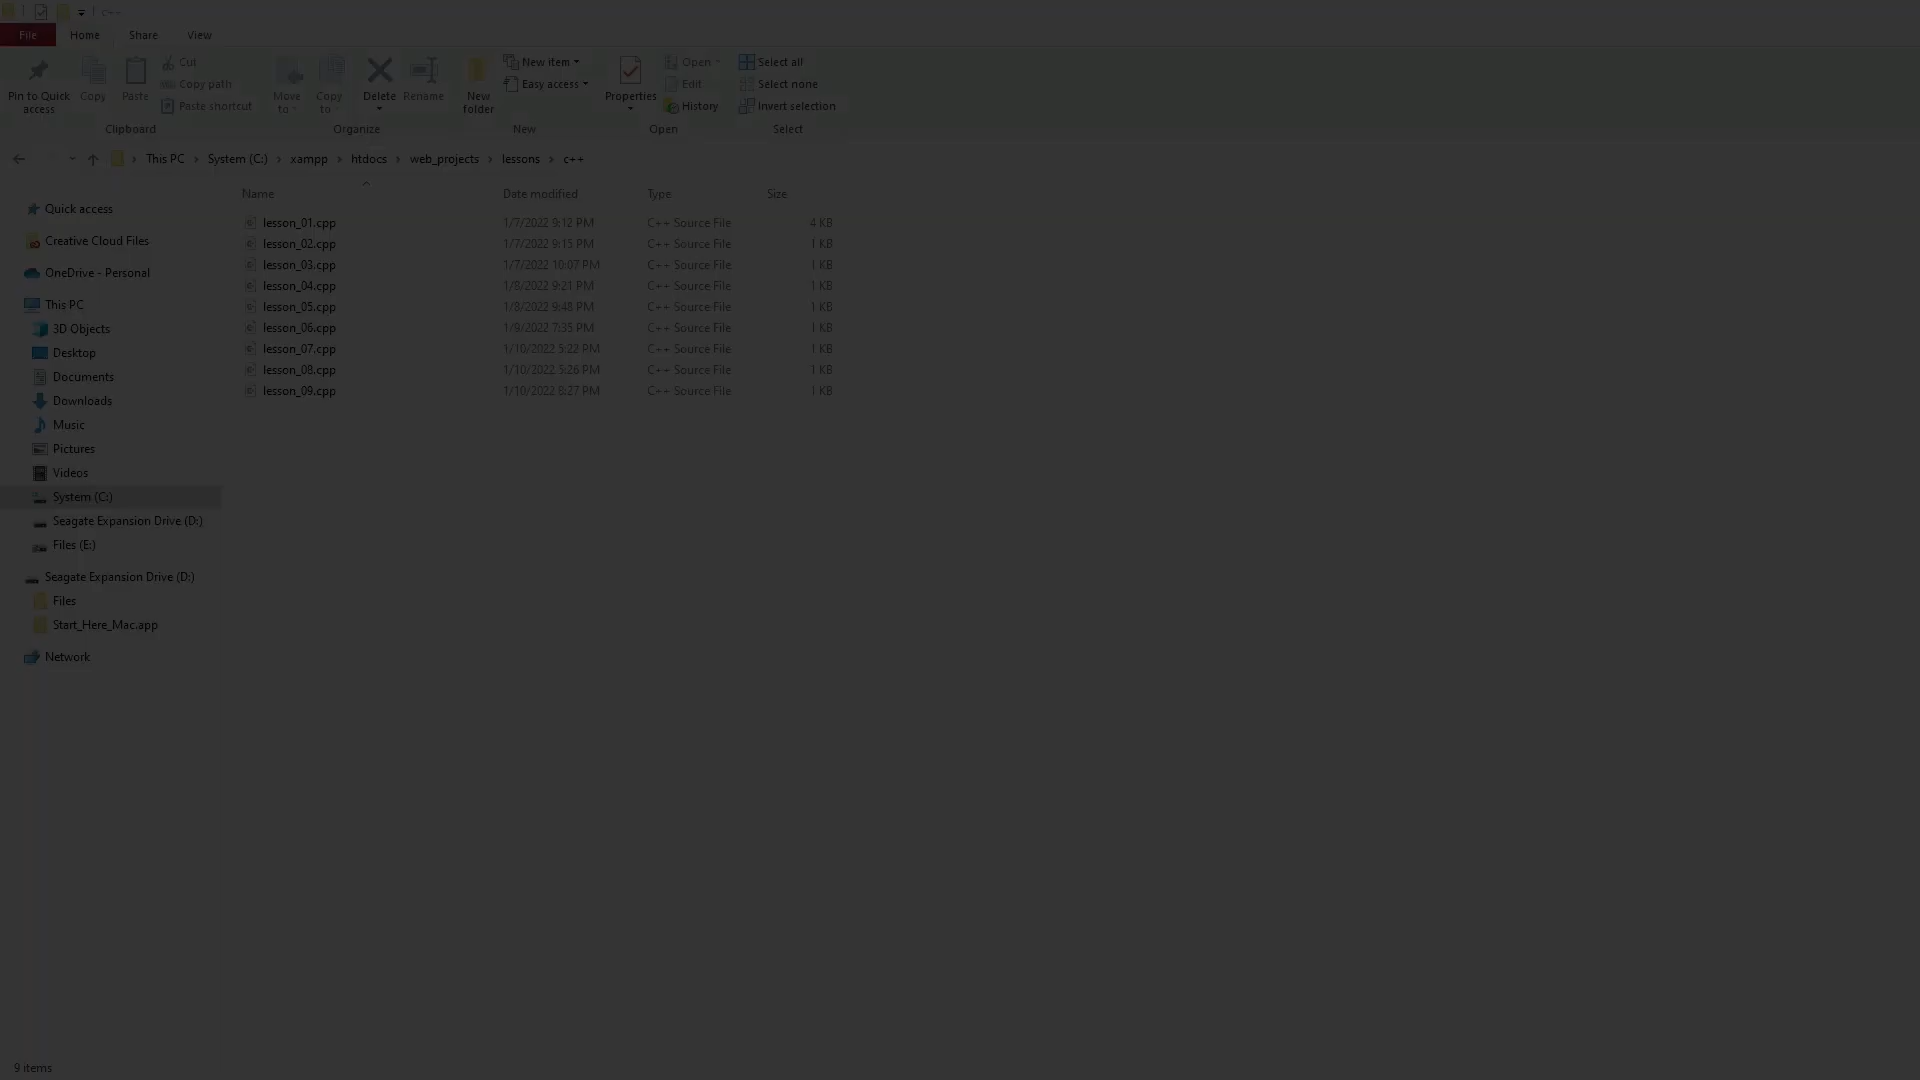 c++
File Home Share View
Pin to Quick access
Copy
Paste
Cut
Copy path
Paste shortcut
Clipboard
Move to
Copy to
Delete
Rename
Organize
New folder
New item
Easy access
New
Properties
Open
Edit
History
Open
Select all
Select none
Invert selection
Select
This PC › System (C:) › xampp › htdocs › web_projects › lessons › c++
Name Date modified Type Size
lesson_01.cpp 1/7/2022 9:12 PM C++ Source File 4 KB
lesson_02.cpp 1/7/2022 9:15 PM C++ Source File 1 KB
lesson_03.cpp 1/7/2022 10:07 PM C++ Source File 1 KB
lesson_04.cpp 1/8/2022 9:21 PM C++ Source File 1 KB
lesson_05.cpp 1/8/2022 9:48 PM C++ Source File 1 KB
lesson_06.cpp 1/9/2022 7:35 PM C++ Source File 1 KB
lesson_07.cpp 1/10/2022 5:22 PM C++ Source File 1 KB
lesson_08.cpp 1/10/2022 5:26 PM C++ Source File 1 KB
lesson_09.cpp 1/10/2022 8:27 PM C++ Source File 1 KB
Quick access
Creative Cloud Files
OneDrive - Personal
This PC
3D Objects
Desktop
Documents
Downloads
Music
Pictures
Videos
System (C:)
Seagate Expansion Drive (D:)
Files (E:)
Seagate Expansion Drive (D:)
Files
Start_Here_Mac.app
Network
9 items